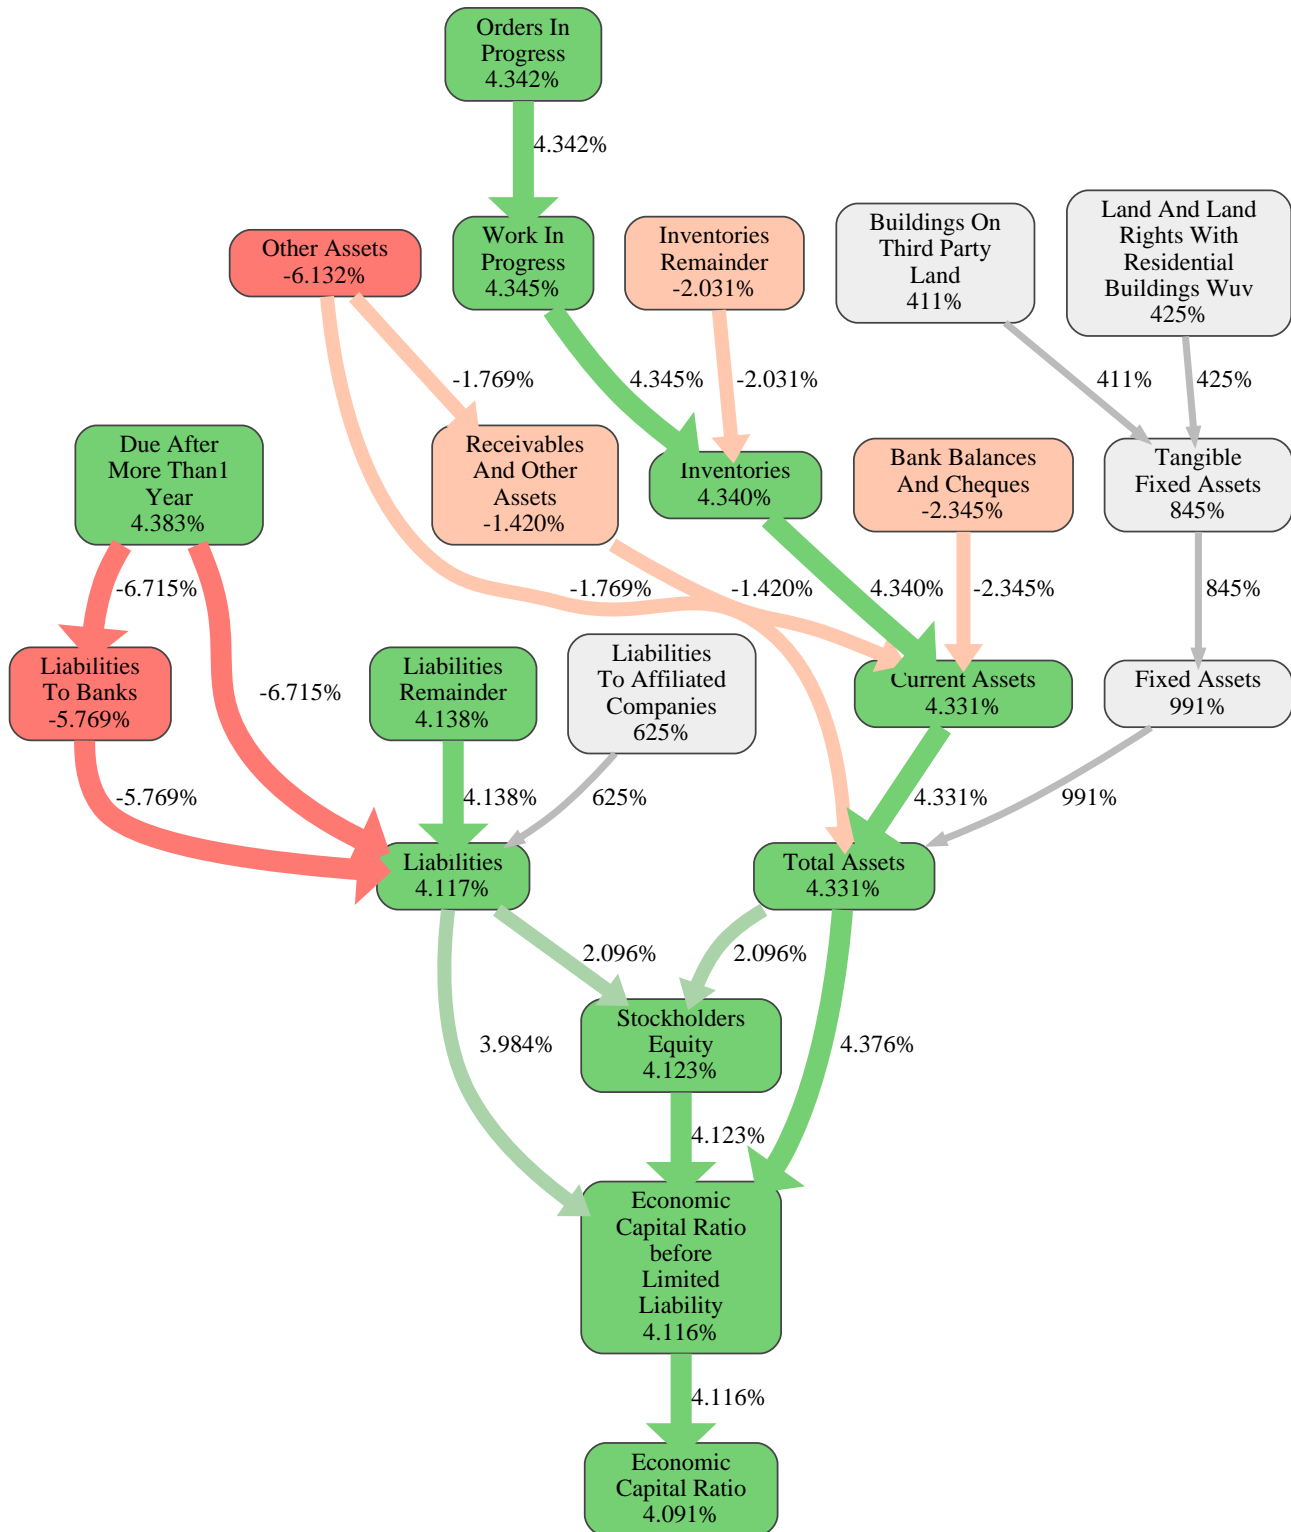 Orders In
Progress
4.342%
4.342%
Other Assets
-6.132%
Work In
Progress
4.345%
Inventories
Remainder
-2.031%
Buildings On
Third Party
Land
411%
Land And Land
Rights With
Residential
Buildings Wuv
425%
-1.769%
4.345%
-2.031%
411%
425%
Due After
More Than1
Year
4.383%
Receivables
And Other
Assets
-1.420%
Inventories
4.340%
Bank Balances
And Cheques
-2.345%
Tangible
Fixed Assets
845%
-6.715%
-1.769%
-1.420%
4.340%
-2.345%
845%
Liabilities
To Banks
-5.769%
-6.715%
Liabilities
Remainder
4.138%
Liabilities
To Affiliated
Companies
625%
Current Assets
4.331%
Fixed Assets
991%
-5.769%
4.138%
625%
4.331%
991%
Liabilities
4.117%
Total Assets
4.331%
2.096%
2.096%
3.984%
Stockholders
Equity
4.123%
4.376%
4.123%
Economic
Capital Ratio
before
Limited
Liability
4.116%
4.116%
Economic
Capital Ratio
4.091%